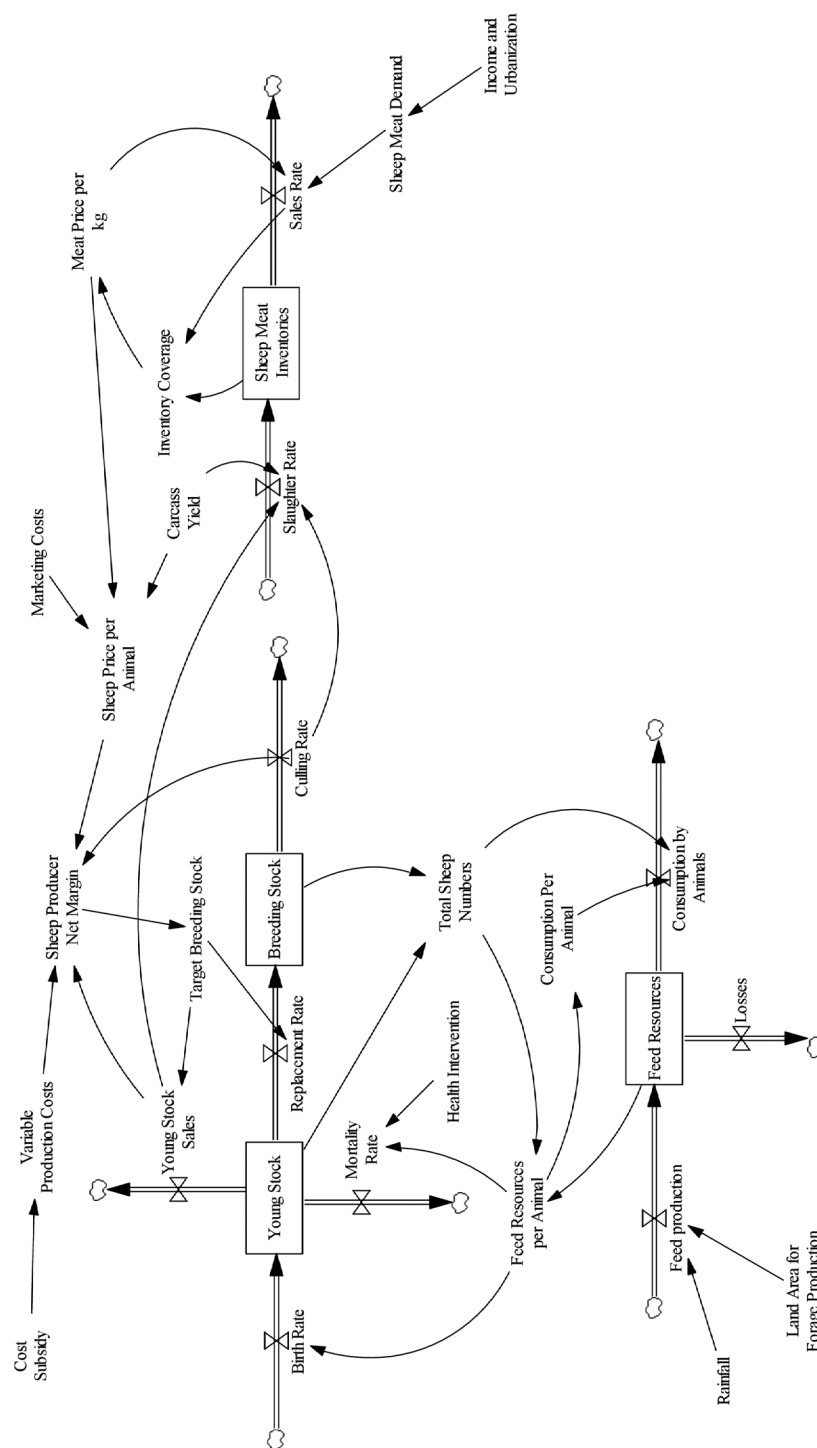 Cost
Subsidy
Variable
Production Costs
Sheep Producer
Net Margin
Sheep Price per
Animal
Marketing Costs
Meat Price per
kg
Young Stock
Sales
Target Breeding Stock
Carcass
Yield
Inventory Coverage
Birth Rate
Young Stock
Replacement Rate
Breeding Stock
Culling Rate
Slaughter Rate
Sheep Meat
Inventories
Sales Rate
Mortality
Rate
Health Intervention
Sheep Meat Demand
Income and
Urbanization
Total Sheep
Numbers
Feed Resources
per Animal
Consumption Per
Animal
Feed production
Feed Resources
Consumption by
Animals
Losses
Rainfall
Land Area for
Forage Production